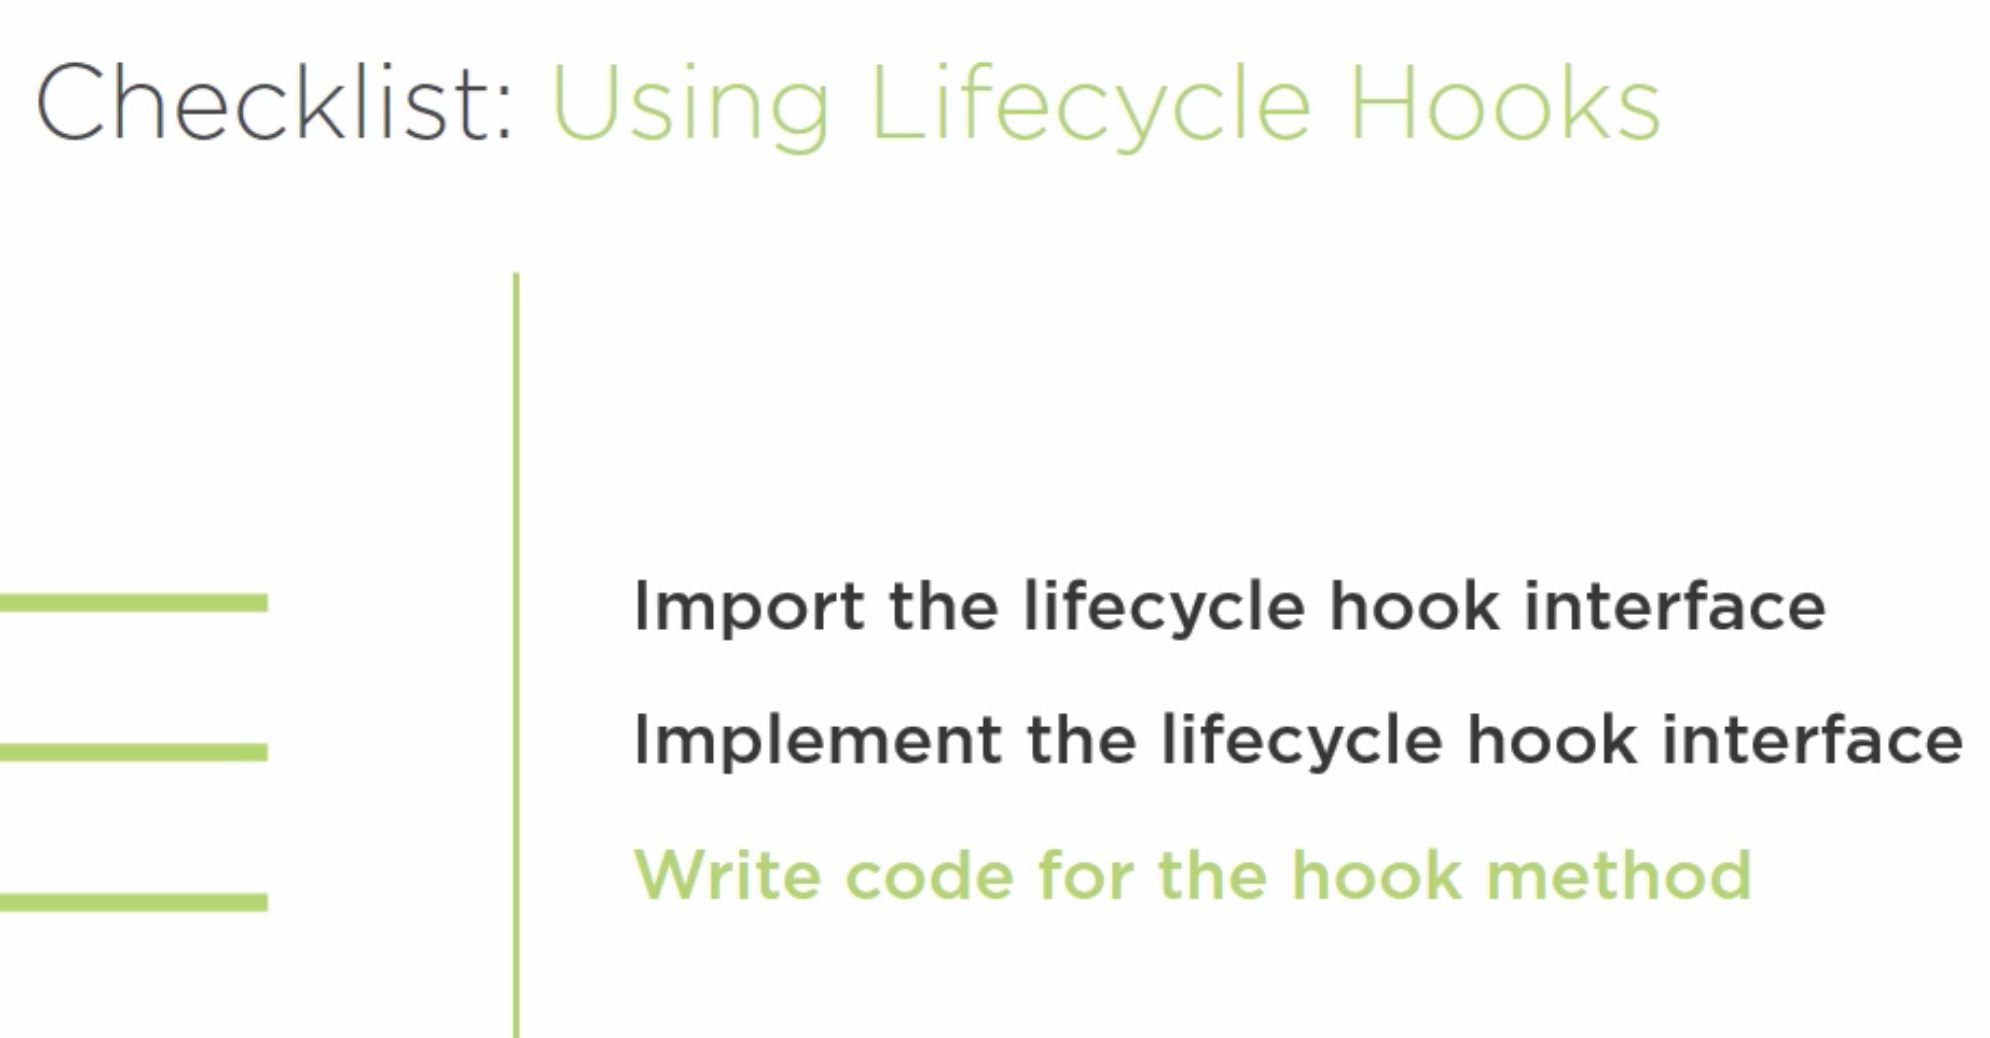 Checklist: Using Lifecycle Hooks
Import the lifecycle hook interface
Implement the lifecycle hook interface
Write code for the hook method